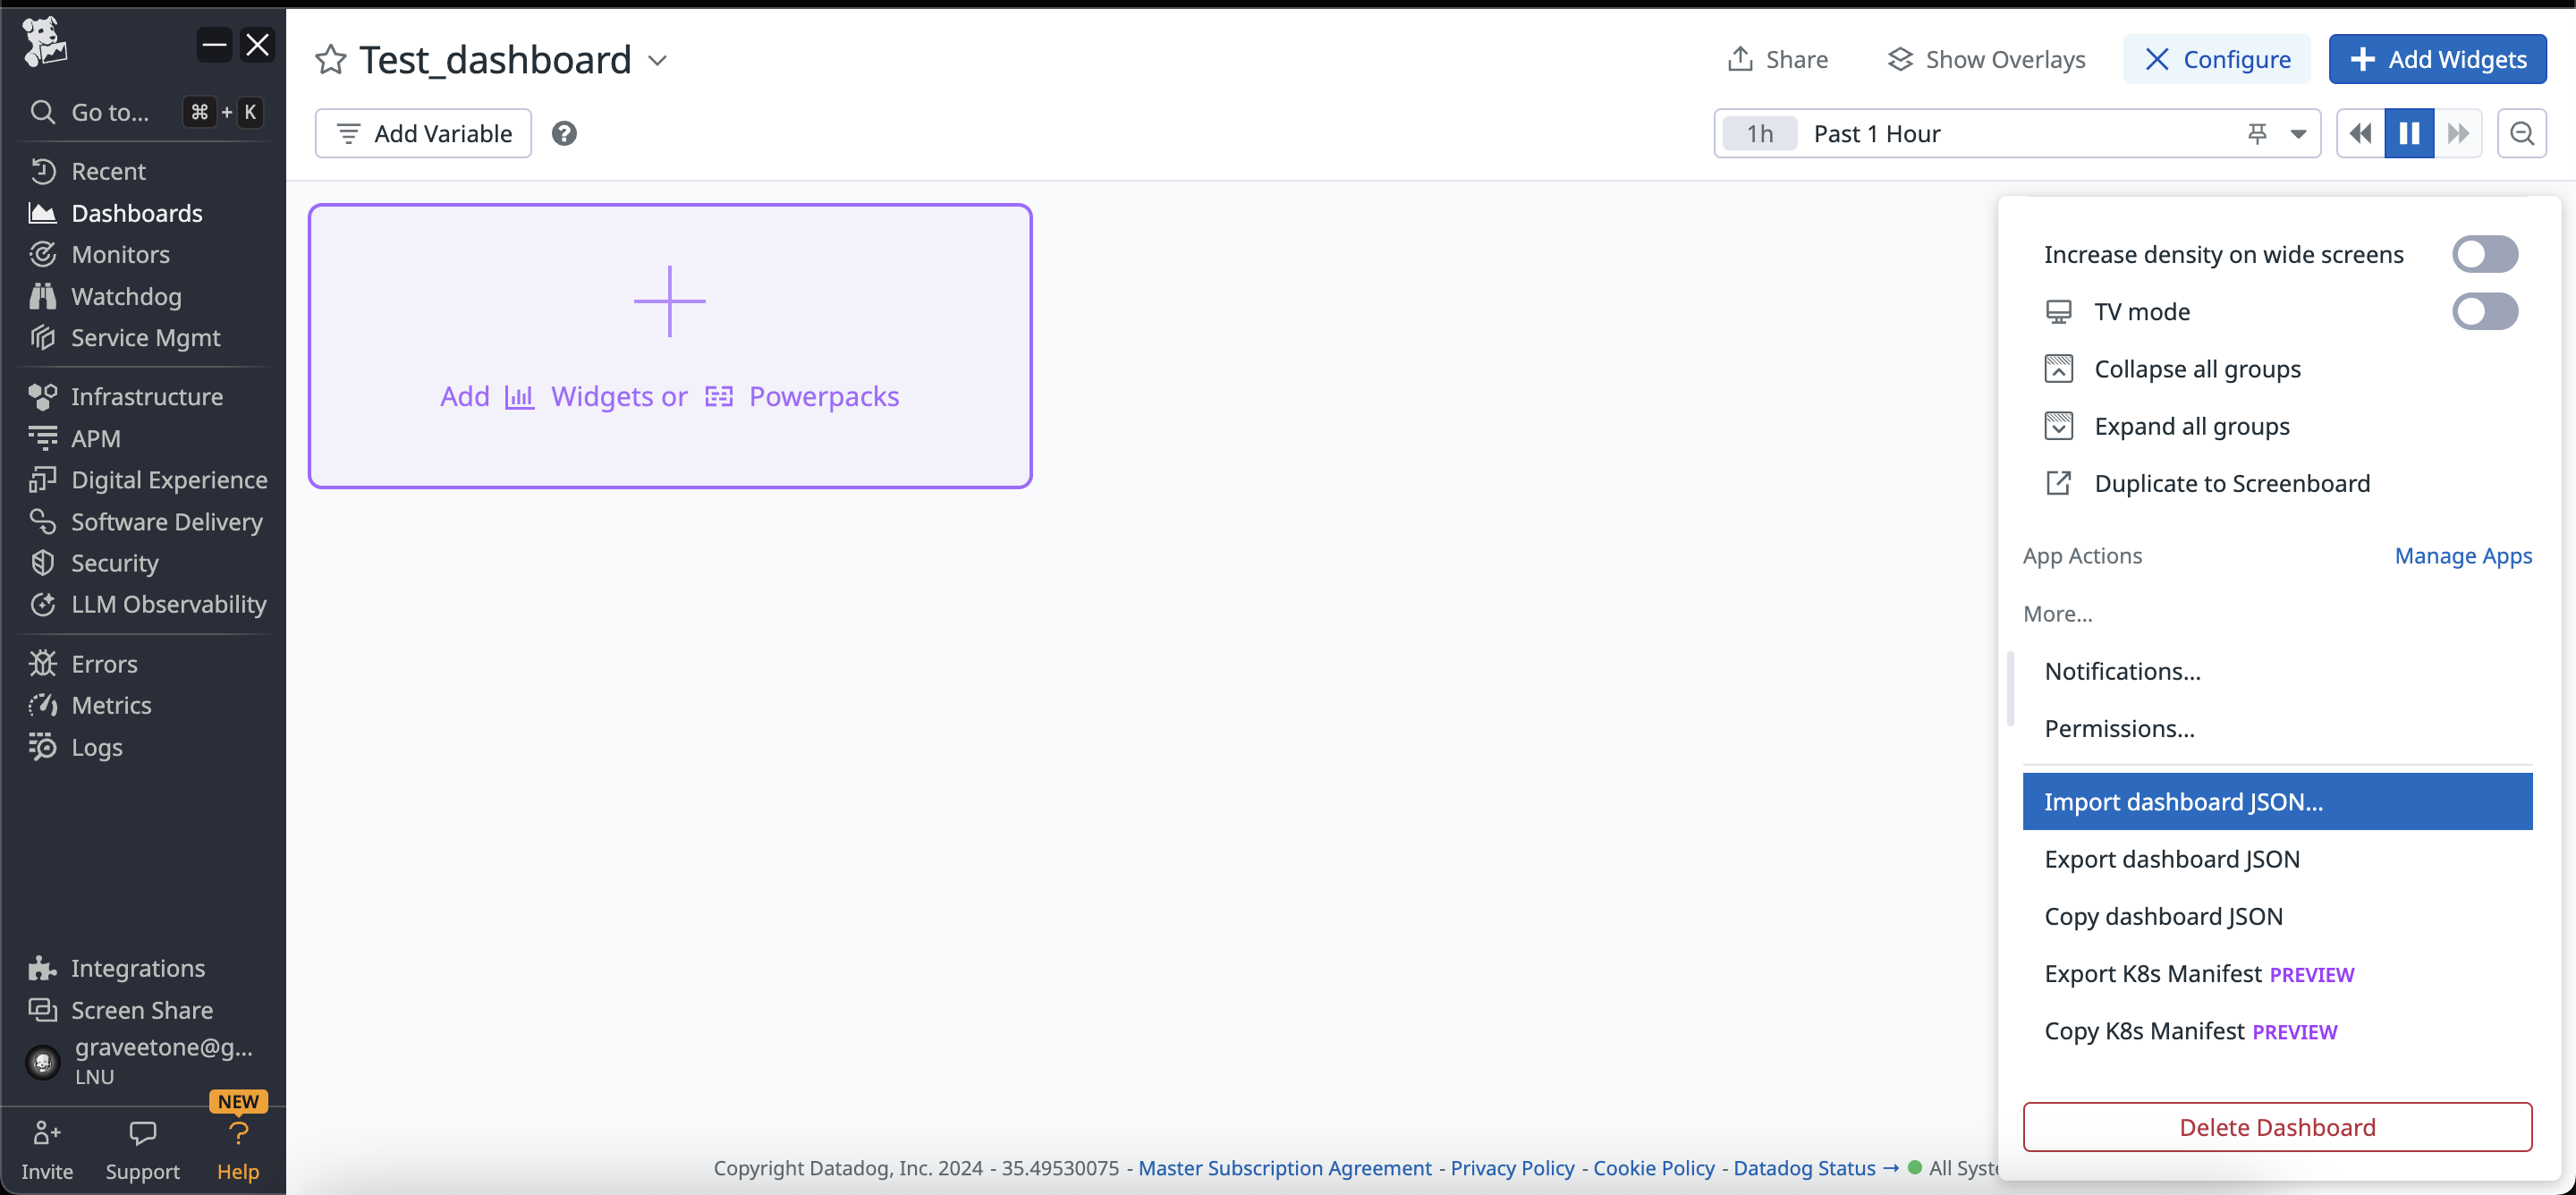 Go to... ⌘ + K
Recent
Dashboards
Monitors
Watchdog
Service Mgmt
Infrastructure
APM
Digital Experience
Software Delivery
Security
LLM Observability
Errors
Metrics
Logs
Integrations
Screen Share
graveetone@g...
LNU
NEW
Invite
Support
Help
Test_dashboard
Share
Show Overlays
Configure
Add Widgets
Add Variable
1h Past 1 Hour
Add Widgets or Powerpacks
Increase density on wide screens
TV mode
Collapse all groups
Expand all groups
Duplicate to Screenboard
App Actions Manage Apps
More...
Notifications...
Permissions...
Import dashboard JSON...
Export dashboard JSON
Copy dashboard JSON
Export K8s Manifest PREVIEW
Copy K8s Manifest PREVIEW
Delete Dashboard
Copyright Datadog, Inc. 2024 - 35.49530075 - Master Subscription Agreement - Privacy Policy - Cookie Policy - Datadog Status → All Syste